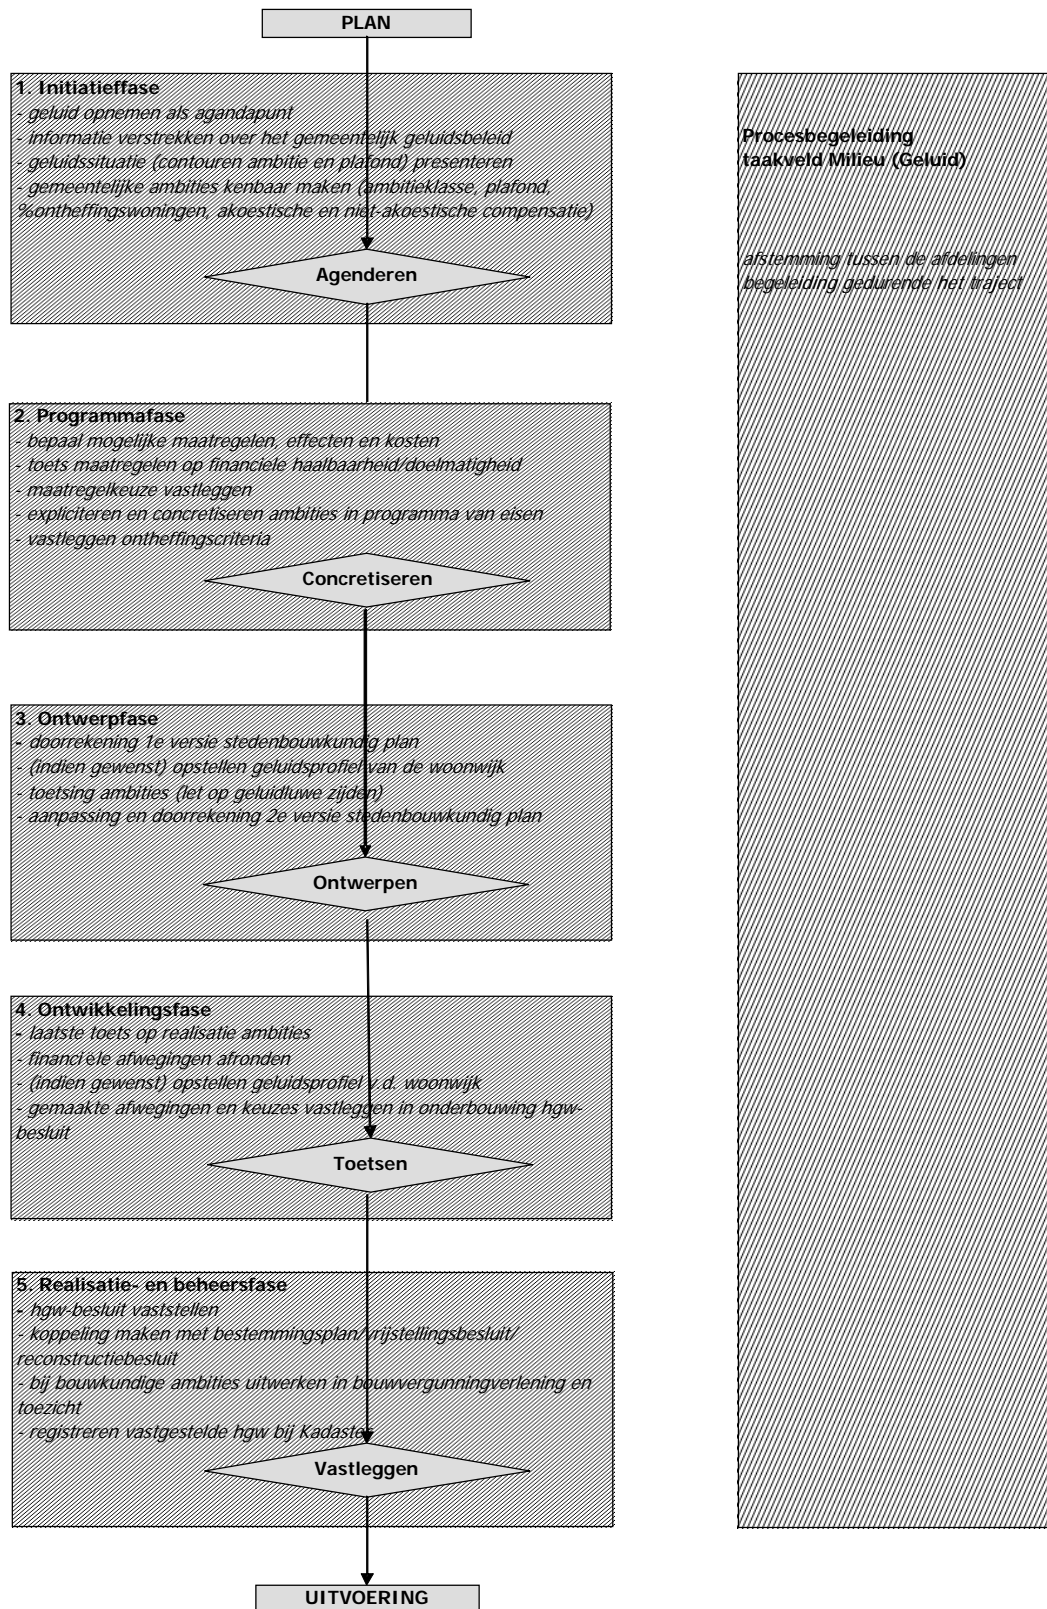 PLAN
1. Initiatieffase
- geluid opnemen als agandapunt
- informatie verstrekken over het gemeentelijk geluidsbeleid
- geluidssituatie (contouren ambitie en plafond) presenteren
- gemeentelijke ambities kenbaar maken (ambitieklasse, plafond,
%ontheffingswoningen, akoestische en niet-akoestische compensatie)
Agenderen
Procesbegeleiding
taakveld Milieu (Geluid)
afstemming tussen de afdelingen
begeleiding gedurende het traject
2. Programmafase
- bepaal mogelijke maatregelen, effecten en kosten
- toets maatregelen op financiele haalbaarheid/doelmatigheid
- maatregelkeuze vastleggen
- expliciteren en concretiseren ambities in programma van eisen
- vastleggen ontheffingscriteria
Concretiseren
3. Ontwerpfase
- doorrekening 1e versie stedenbouwkundig plan
- (indien gewenst) opstellen geluidsprofiel van de woonwijk
- toetsing ambities (let op geluidluwe zijden)
- aanpassing en doorrekening 2e versie stedenbouwkundig plan
Ontwerpen
4. Ontwikkelingsfase
- laatste toets op realisatie ambities
- financièle afwegingen afronden
- (indien gewenst) opstellen geluidsprofiel v.d. woonwijk
- gemaakte afwegingen en keuzes vastleggen in onderbouwing hgw-
besluit
Toetsen
5. Realisatie- en beheersfase
- hgw-besluit vaststellen
- koppeling maken met bestemmingsplan/vrijstellingsbesluit/
reconstructiebesluit
- bij bouwkundige ambities uitwerken in bouwvergunningverlening en
toezicht
- registreren vastgestelde hgw bij Kadaster
Vastleggen
UITVOERING